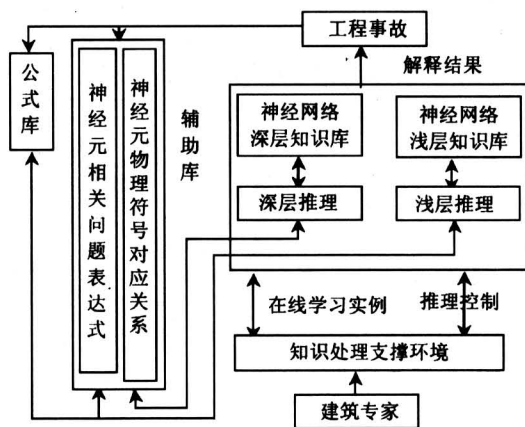 工程事故
解释结果
公式库
神经元相关问题表达式
神经元物理符号对应关系
辅助库
神经网络
深层知识库
神经网络
浅层知识库
深层推理
浅层推理
在线学习实例
推理控制
知识处理支撑环境
建筑专家